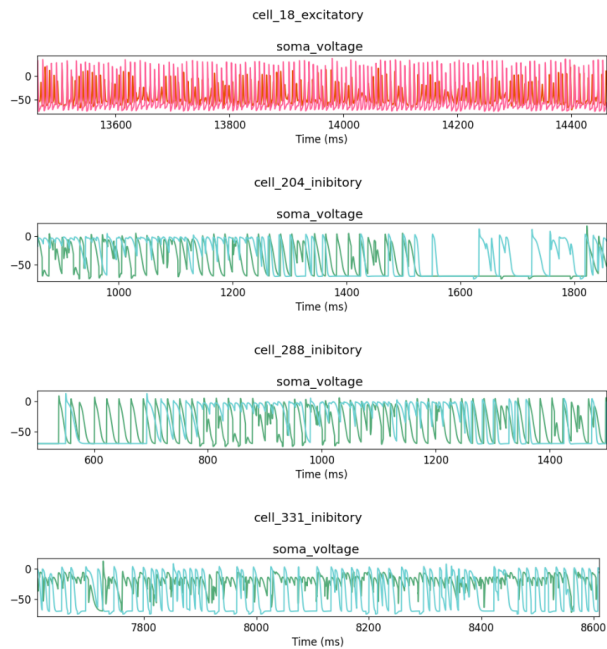 cell_18_excitatory
soma_voltage
0
−50
13600 13800 14000 14200 14400
Time (ms)
cell_204_inibitory
soma_voltage
0
−50
1000 1200 1400 1600 1800
Time (ms)
cell_288_inibitory
soma_voltage
0
−50
600 800 1000 1200 1400
Time (ms)
cell_331_inibitory
soma_voltage
0
−50
7800 8000 8200 8400 8600
Time (ms)